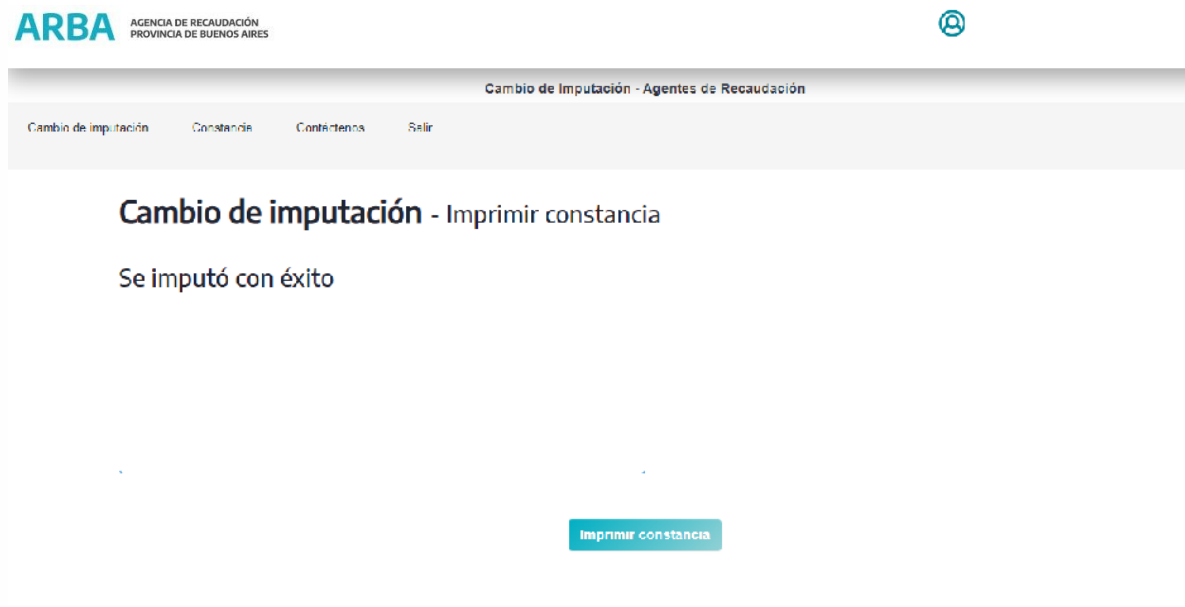 ARBA
AGENCIA DE RECAUDACIÓN
PROVINCIA DE BUENOS AIRES
Cambio de Imputación - Agentes de Recaudación
Cambio de imputación Constancia Contáctenos Salir
Cambio de imputación - Imprimir constancia
Se imputó con éxito
Imprimir constancia